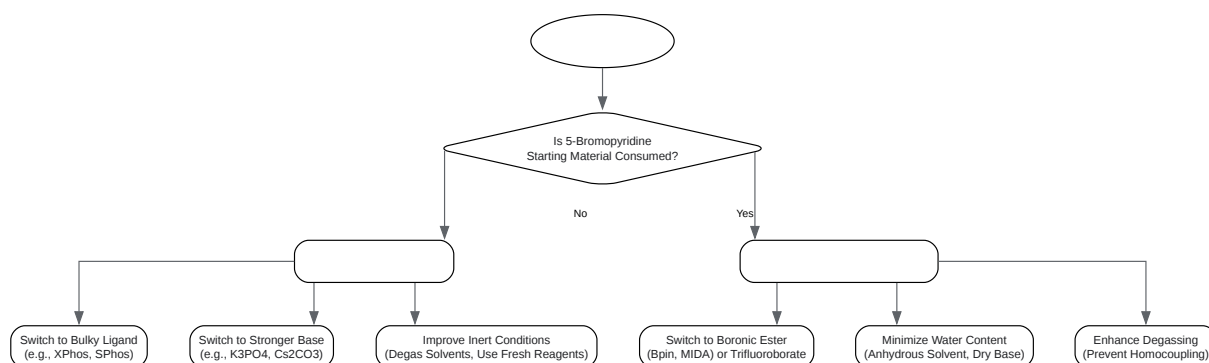 Is 5-Bromopyridine
Starting Material Consumed?
No
Yes
Switch to Bulky Ligand
(e.g., XPhos, SPhos)
Switch to Stronger Base
(e.g., K3PO4, Cs2CO3)
Improve Inert Conditions
(Degas Solvents, Use Fresh Reagents)
Switch to Boronic Ester
(Bpin, MIDA) or Trifluoroborate
Minimize Water Content
(Anhydrous Solvent, Dry Base)
Enhance Degassing
(Prevent Homocoupling)